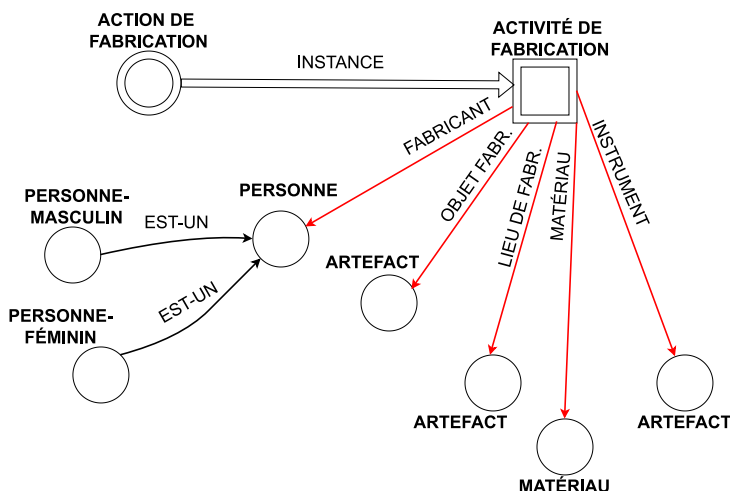 ACTION DE
FABRICATION
ACTIVITÉ DE
FABRICATION
INSTANCE
FABRICANT
OBJET FABR.
LIEU DE FABR.
MATÉRIAU
INSTRUMENT
PERSONNE
PERSONNE-
MASCULIN
EST-UN
ARTEFACT
PERSONNE-
FÉMININ
EST-UN
ARTEFACT
ARTEFACT
MATÉRIAU